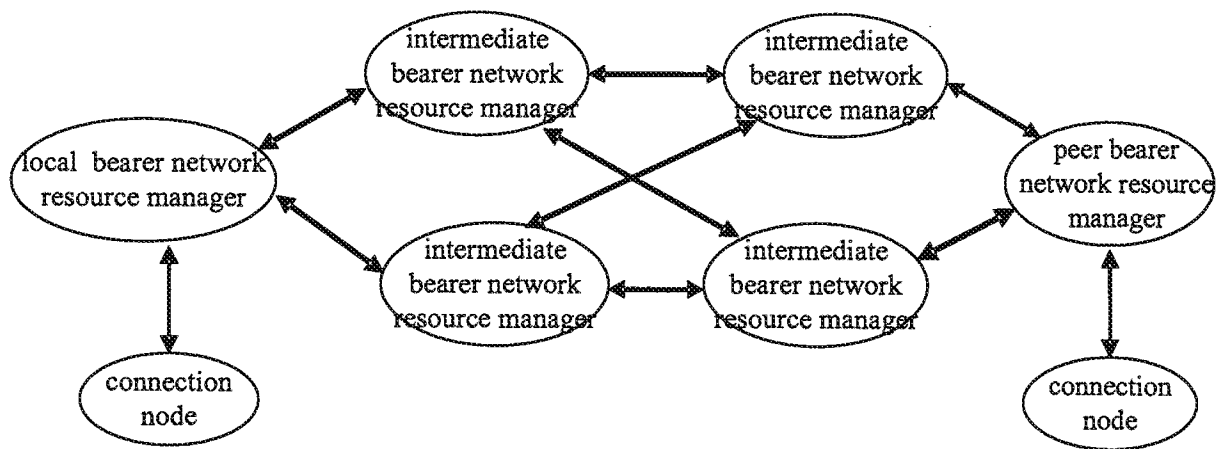 intermediate
bearer network
resource manager
intermediate
bearer network
resource manager
local bearer network
resource manager
peer bearer
network resource
manager
intermediate
bearer network
resource manager
intermediate
bearer network
resource manager
connection
node
connection
node